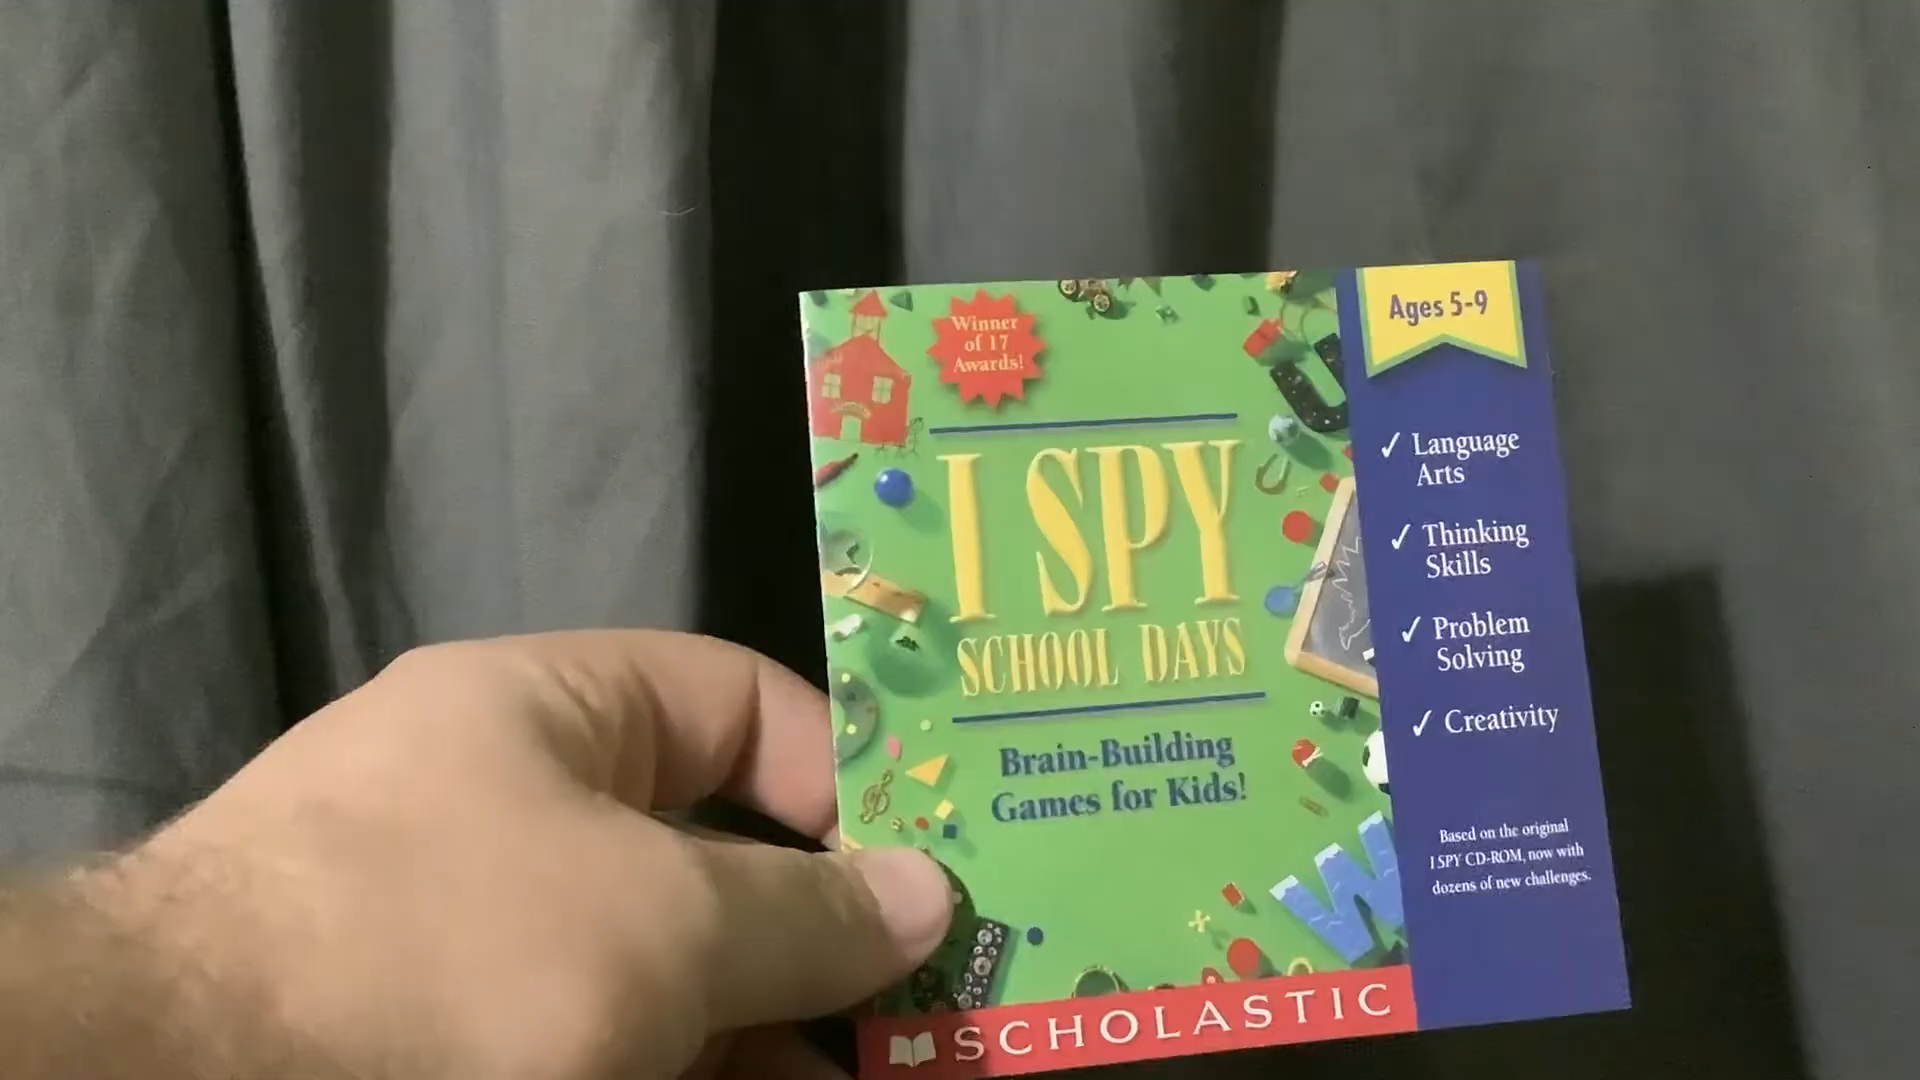 Winner
of 17
Awards!
I SPY
SCHOOL DAYS
Brain-Building
Games for Kids!
SCHOLASTIC
Ages 5-9
✓ Language
Arts
✓ Thinking
Skills
✓ Problem
Solving
✓ Creativity
Based on the original
I SPY CD-ROM, now with
dozens of new challenges.